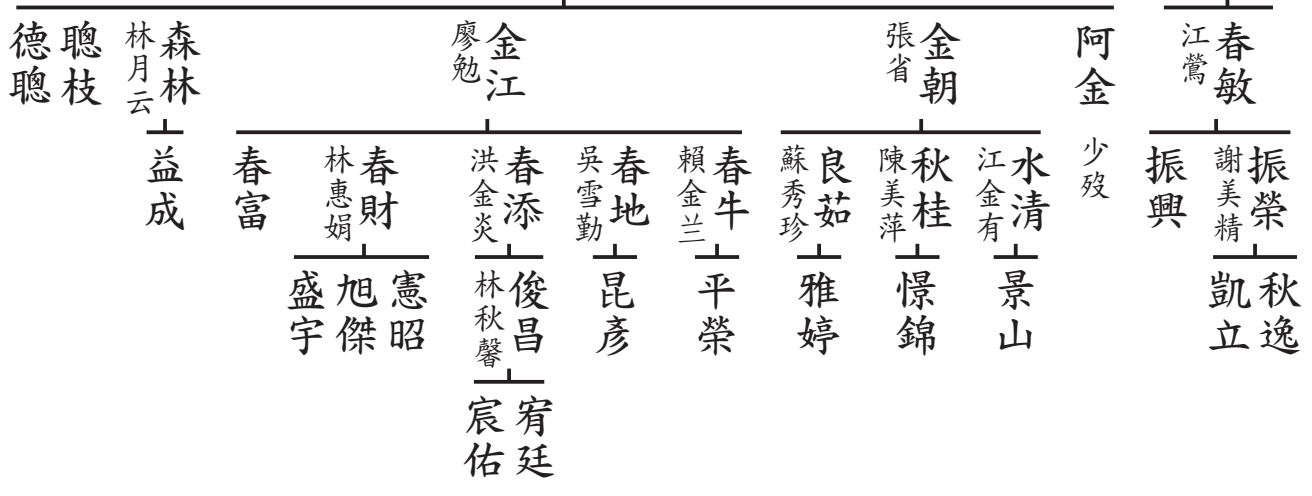 春敏
江鶯
阿金
少歿
金朝
張省
金江
廖勉
森林
林月云
聰枝
德聰
振榮
謝美精
振興
水清
江金有
秋桂
陳美萍
良茹
蘇秀珍
春牛
賴金兰
春地
吳雪勤
春添
洪金炎
春財
林惠娟
春富
益成
秋逸
凱立
景山
憬錦
雅婷
平榮
昆彥
俊昌
林秋馨
憲昭
旭傑
盛宇
宥廷
宸佑